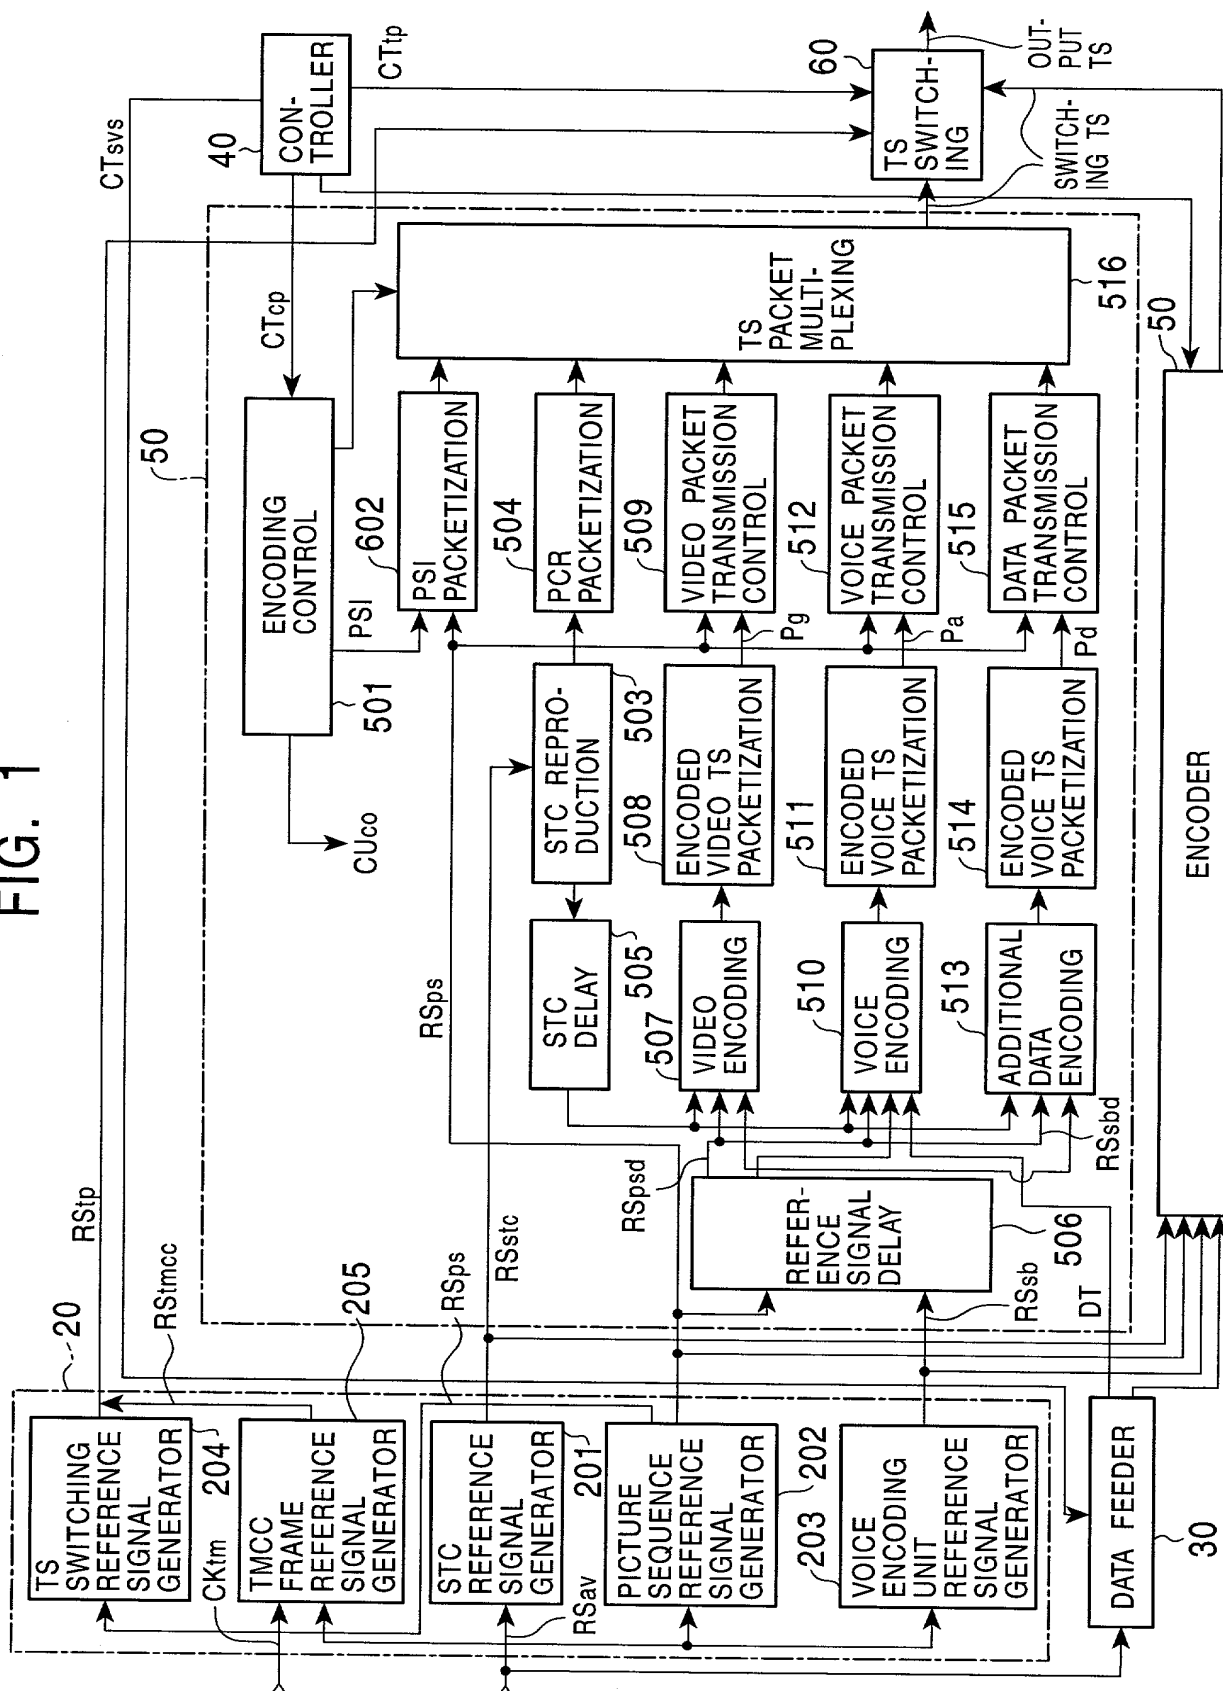 FIG. 1
20
TS
SWITCHING
REFERENCE
SIGNAL
GENERATOR
204
RStp
RStmcc
CKtm
TMCC
FRAME
REFERENCE
SIGNAL
GENERATOR
205
RSps
STC
REFERENCE
SIGNAL
GENERATOR
201
RSstc
RSav
PICTURE
SEQUENCE
REFERENCE
SIGNAL
GENERATOR
202
203
VOICE
ENCODING
UNIT
REFERENCE
SIGNAL
GENERATOR
RSsb
DATA FEEDER
30
DT
CTsvs
40
CON-
TROLLER
CTtp
CTcp
50
ENCODING
CONTROL
501
CUco
PSI
602
PSI
PACKETIZATION
RSps
504
PCR
PACKETIZATION
STC REPRO-
DUCTION
503
STC
DELAY
505
REFER-
ENCE
SIGNAL
DELAY
506
RSpsd
RSsbd
507
VIDEO
ENCODING
508
ENCODED
VIDEO TS
PACKETIZATION
Pg
509
VIDEO PACKET
TRANSMISSION
CONTROL
510
VOICE
ENCODING
511
ENCODED
VOICE TS
PACKETIZATION
Pa
512
VOICE PACKET
TRANSMISSION
CONTROL
513
ADDITIONAL
DATA
ENCODING
514
ENCODED
VOICE TS
PACKETIZATION
Pd
515
DATA PACKET
TRANSMISSION
CONTROL
TS
PACKET
MULTI-
PLEXING
516
60
TS
SWITCH-
ING
OUT-
PUT
TS
SWITCH-
ING TS
50
ENCODER